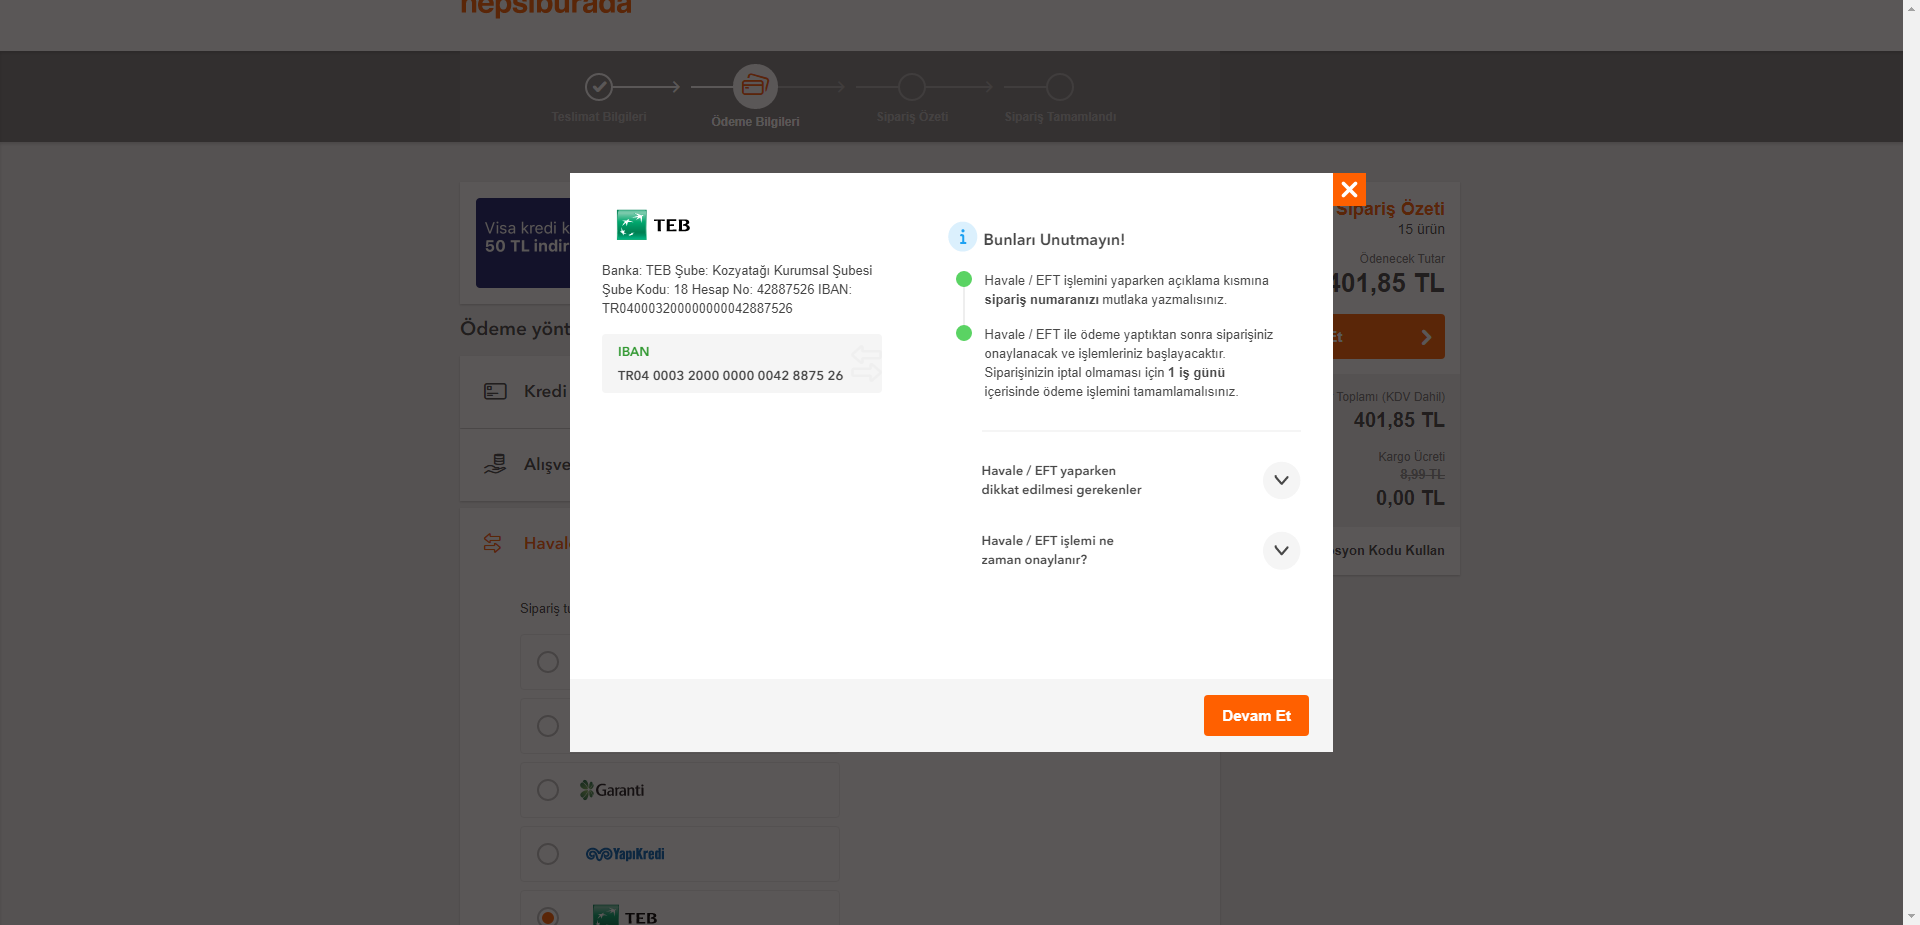 hepsiburada
Teslimat Bilgileri
Ödeme Bilgileri
Sipariş Özeti
Sipariş Tamamlandı
Visa kredi k
50 TL indir
Ödeme yönt
Kredi
Alışve
Haval
Sipariş tu
Garanti
YapıKredi
TEB
TEB
Banka: TEB Şube: Kozyatağı Kurumsal Şubesi
Şube Kodu: 18 Hesap No: 42887526 IBAN:
TR040003200000000042887526
IBAN
TR04 0003 2000 0000 0042 8875 26
i Bunları Unutmayın!
Havale / EFT işlemini yaparken açıklama kısmına
sipariş numaranızı mutlaka yazmalısınız.
Havale / EFT ile ödeme yaptıktan sonra siparişiniz
onaylanacak ve işlemleriniz başlayacaktır.
Siparişinizin iptal olmaması için 1 iş günü
içerisinde ödeme işlemini tamamlamalısınız.
Havale / EFT yaparken
dikkat edilmesi gerekenler
Havale / EFT işlemi ne
zaman onaylanır?
Devam Et
Sipariş Özeti
15 ürün
Ödenecek Tutar
401,85 TL
Et
Toplamı (KDV Dahil)
401,85 TL
Kargo Ücreti
8,99 TL
0,00 TL
syon Kodu Kullan